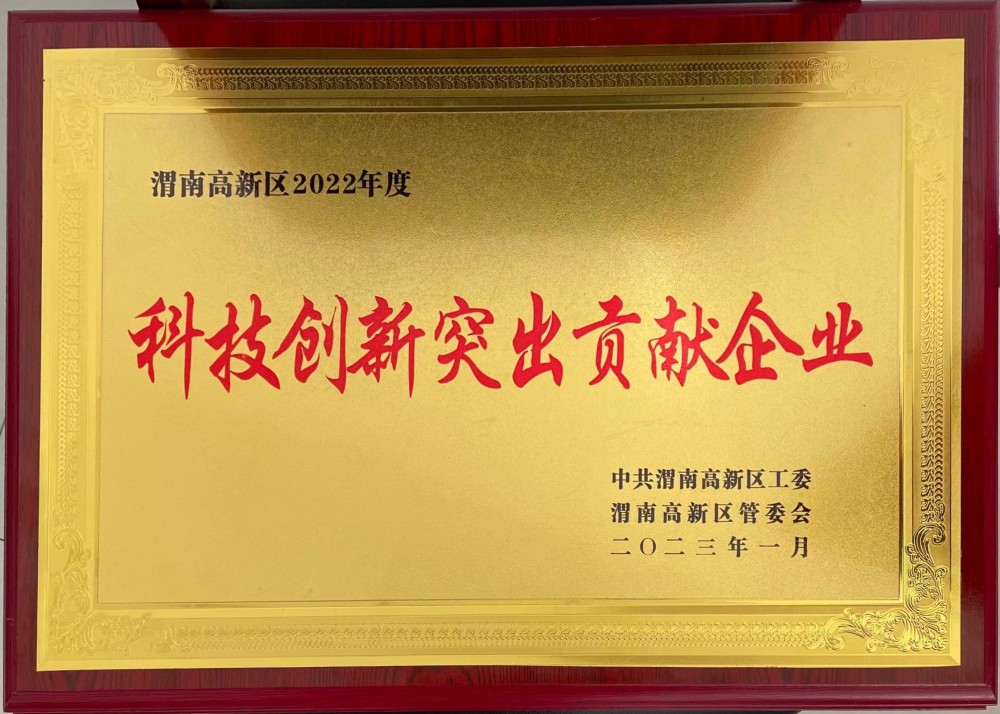 渭南高新区2022年度
科技创新突出贡献企业
中共渭南高新区工委
渭南高新区管委会
二〇二三年一月